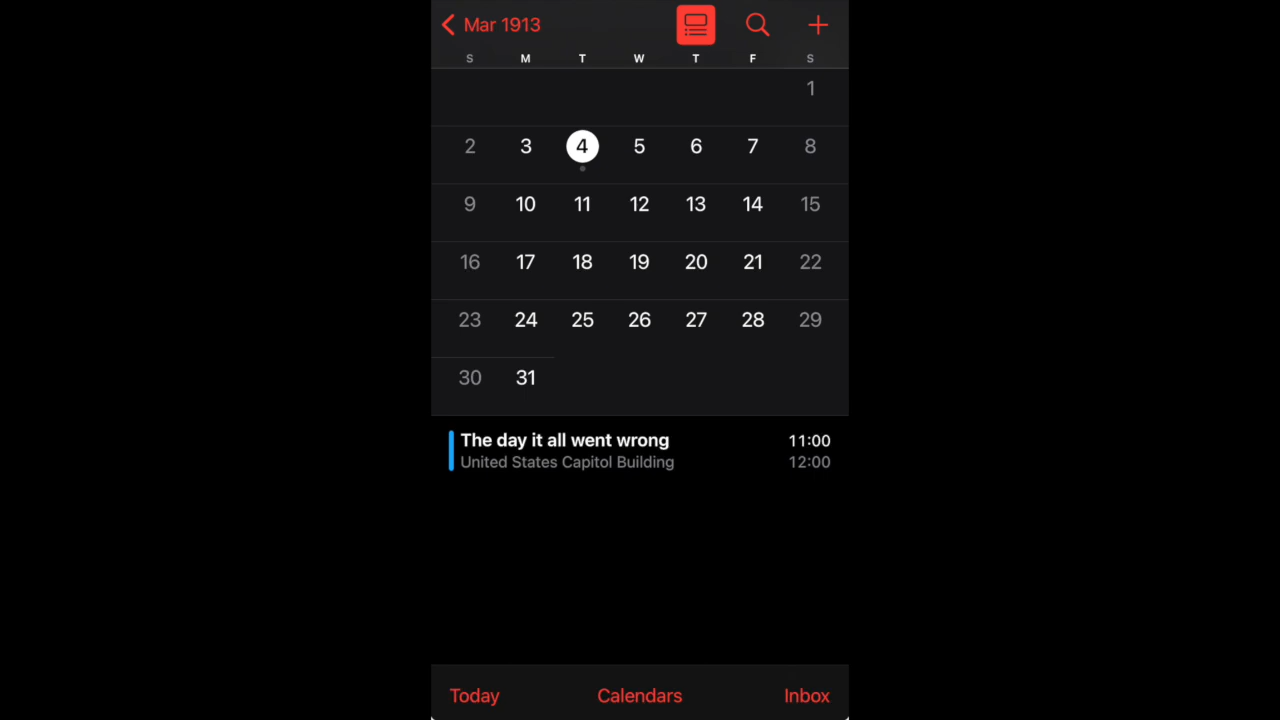 Mar 1913
S M T W T F S
1
2 3 4 5 6 7 8
9 10 11 12 13 14 15
16 17 18 19 20 21 22
23 24 25 26 27 28 29
30 31
The day it all went wrong 11:00
United States Capitol Building 12:00
Today Calendars Inbox